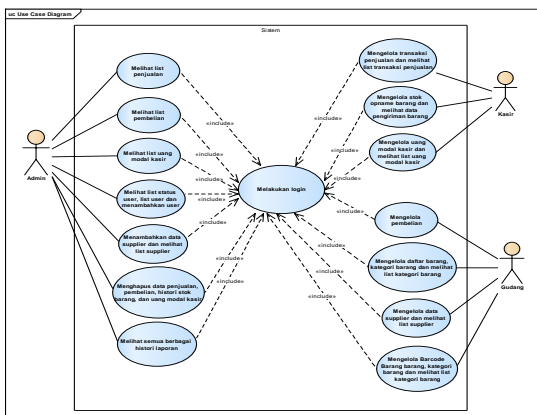 uc Use Case Diagram
Sistem
Melihat list
penjualan
Melihat list
pembelian
Melihat list uang
modal kasir
Melihat list status
user, list user dan
menambahkan user
Menambahkan data
supplier dan melihat
list supplier
Menghapus data penjualan,
pembelian, histori stok
barang, dan uang modal kasir
Melihat semua berbagai
histori laporan
Admin
Melakukan login
Mengelola transaksi
penjualan dan melihat
list transaksi penjualan
Mengelola stok
opname barang dan
melihat data
pengiriman barang
Mengelola uang
modal kasir dan
melihat list uang
modal kasir
Kasir
Mengelola
pembelian
Mengelola daftar barang,
kategori barang dan melihat
list kategori barang
Mengelola data
supplier dan melihat
list supplier
Mengelola Barcode
Barang barang, kategori
barang dan melihat list
kategori barang
Gudang
«include»
«include»
«include»
«include»
«include»
«include»
«include»
«include»
«include»
«include»
«include»
«include»
«include»
«include»